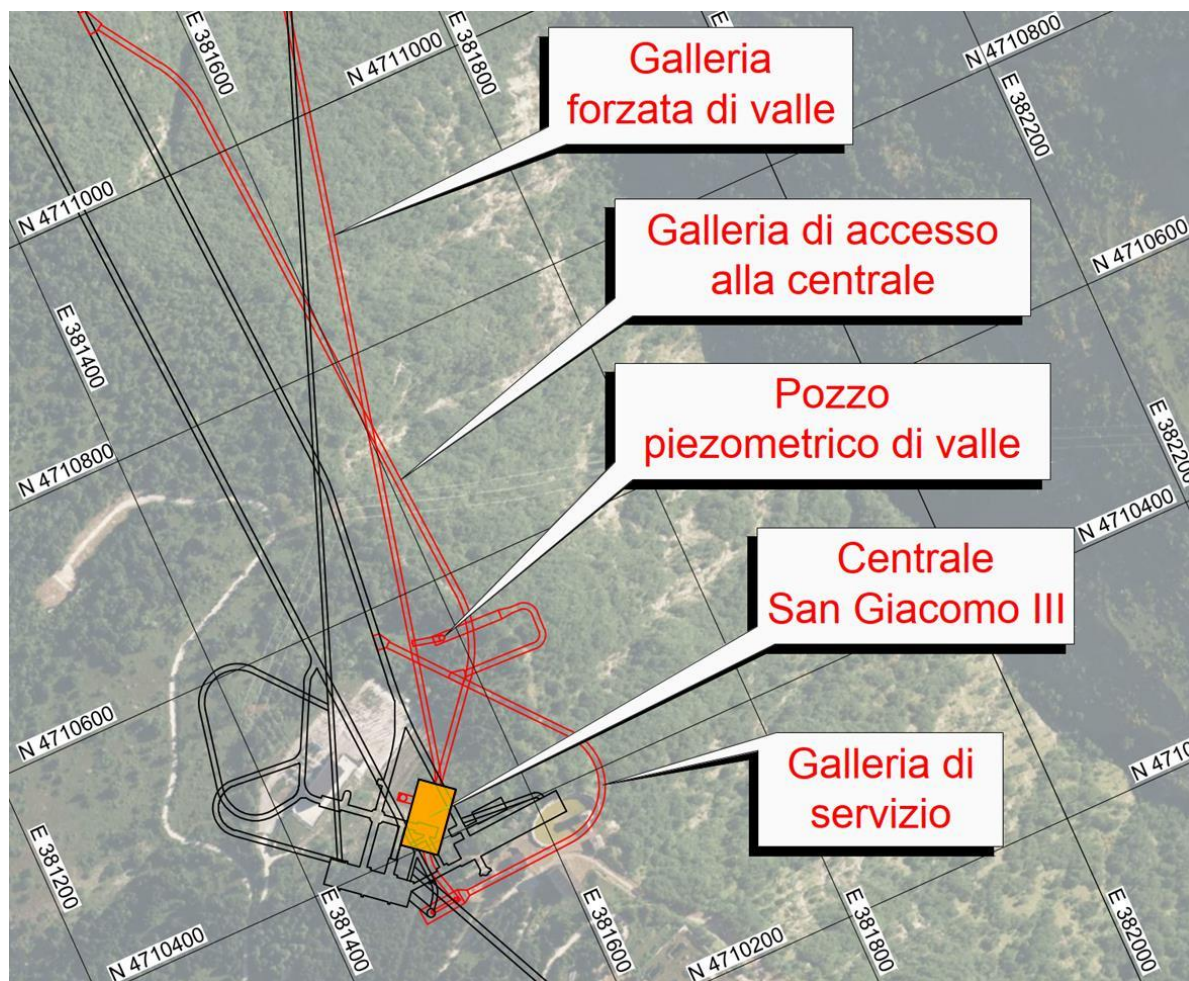 E 381600
N 4711000
E 381800
N 4710800
E 382200
Galleria
forzata di valle
N 4711000
Galleria di accesso
alla centrale
N 4710600
E 381400
Pozzo
piezometrico di valle
N 4710800
E 382200
N 4710400
Centrale
San Giacomo III
N 4710600
Galleria di
servizio
E 381200
E 381400
E 381600
E 381800
E 382000
N 4710400
N 4710200